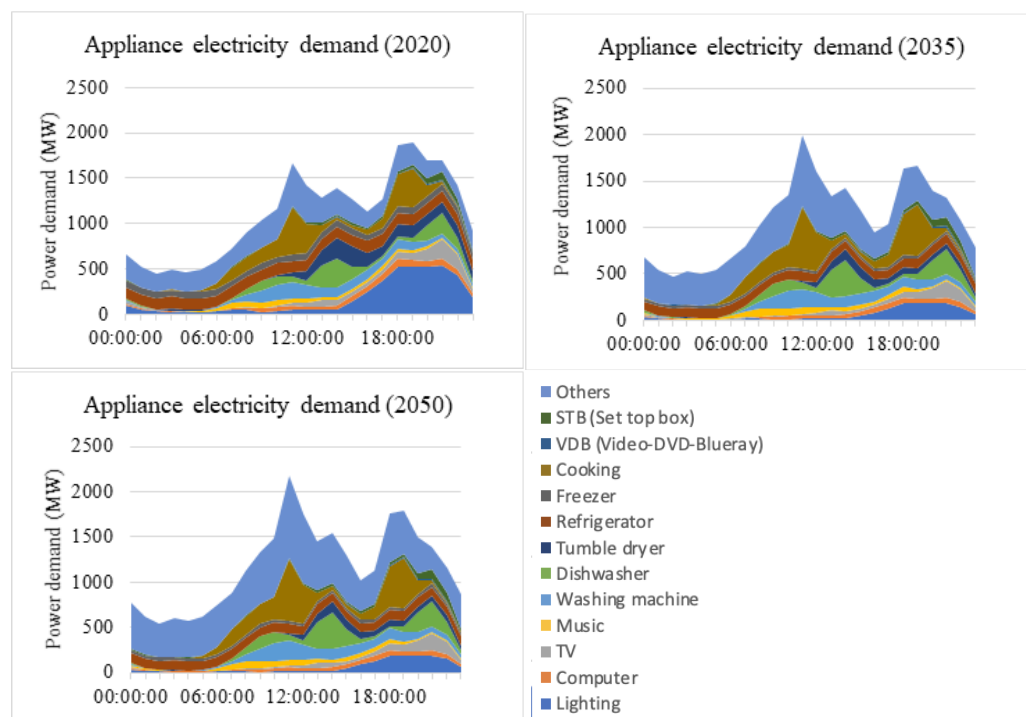 Appliance electricity demand (2020)
Power demand (MW)
2500
2000
1500
1000
500
0
00:00:00 06:00:00 12:00:00 18:00:00
Appliance electricity demand (2035)
Power demand (MW)
2500
2000
1500
1000
500
0
00:00:00 06:00:00 12:00:00 18:00:00
Appliance electricity demand (2050)
Power demand (MW)
2500
2000
1500
1000
500
0
00:00:00 06:00:00 12:00:00 18:00:00
Others
STB (Set top box)
VDB (Video-DVD-Blueray)
Cooking
Freezer
Refrigerator
Tumble dryer
Dishwasher
Washing machine
Music
TV
Computer
Lighting